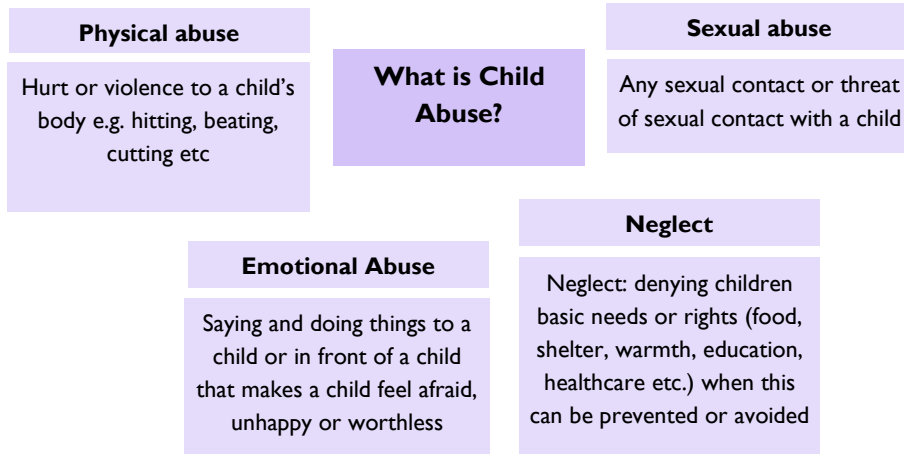 Physical abuse
Hurt or violence to a child's
body e.g. hitting, beating,
cutting etc
What is Child
Abuse?
Sexual abuse
Any sexual contact or threat
of sexual contact with a child
Emotional Abuse
Saying and doing things to a
child or in front of a child
that makes a child feel afraid,
unhappy or worthless
Neglect
Neglect: denying children
basic needs or rights (food,
shelter, warmth, education,
healthcare etc.) when this
can be prevented or avoided